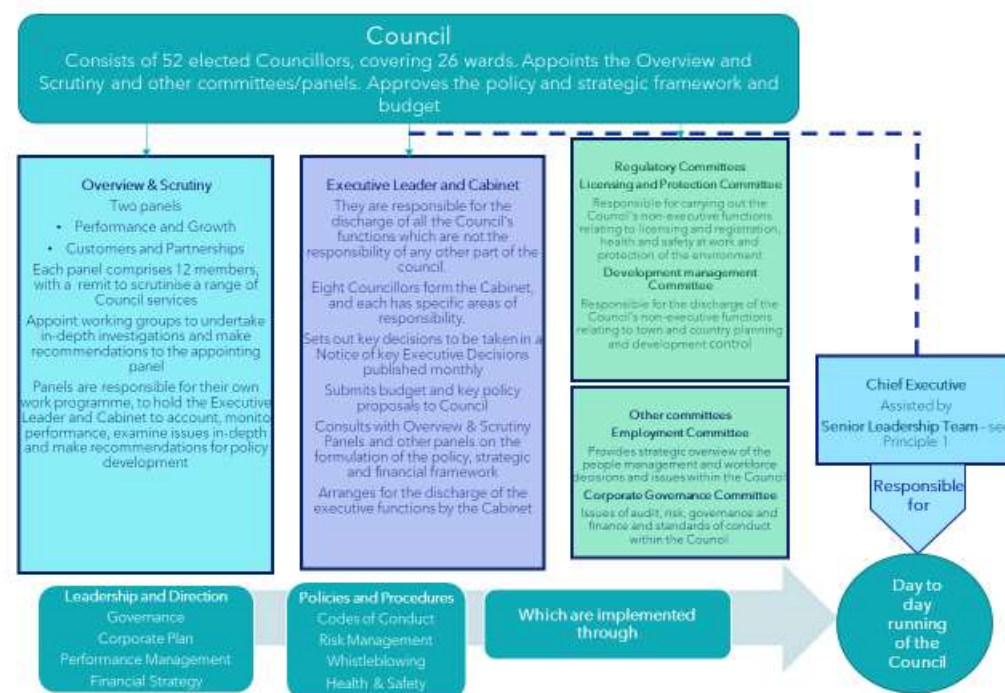 Council
Consists of 52 elected Councillors, covering 26 wards. Appoints the Overview and
Scrutiny and other committees/panels. Approves the policy and strategic framework and
budget
Overview & Scrutiny
Two panels
• Performance and Growth
• Customers and Partnerships
Each panel comprises 12 members,
with a remit to scrutinise a range of
Council services
Appoint working groups to undertake
in-depth investigations and make
recommendations to the appointing
panel
Panels are responsible for their own
work programme, to hold the Executive
Leader and Cabinet to account, monito
performance, examine issues in-depth
and make recommendations for policy
development
Executive Leader and Cabinet
They are responsible for the
discharge of all the Council's
functions which are not the
responsibility of any other part of the
council.
Eight Councillors form the Cabinet,
and each has specific areas of
responsibility.
Sets out key decisions to be taken in a
Notice of key Executive Decisions
published monthly
Submits budget and key policy
proposals to Council
Consults with Overview & Scrutiny
Panels and other panels on the
formulation of the policy, strategic
and financial framework
Arranges for the discharge of the
executive functions by the Cabinet
Regulatory Committees
Licensing and Protection Committee
Responsible for carrying out the
Council's non-executive functions
relating to licensing and registration,
health and safety at work and
protection of the environment
Development management
Committee
Responsible for the discharge of the
Council's non-executive functions
relating to town and country planning
and development control
Other committees
Employment Committee
Provides strategic overview of the
people management and workforce
decisions and issues within the Council
Corporate Governance Committee
Issues of audit, risk, governance and
finance and standards of conduct
within the Council
Chief Executive
Assisted by
Senior Leadership Team - see
Principle 1
Responsible
for
Day to
day
running
of the
Council
Leadership and Direction
Governance
Corporate Plan
Performance Management
Financial Strategy
Policies and Procedures
Codes of Conduct
Risk Management
Whistleblowing
Health & Safety
Which are implemented
through